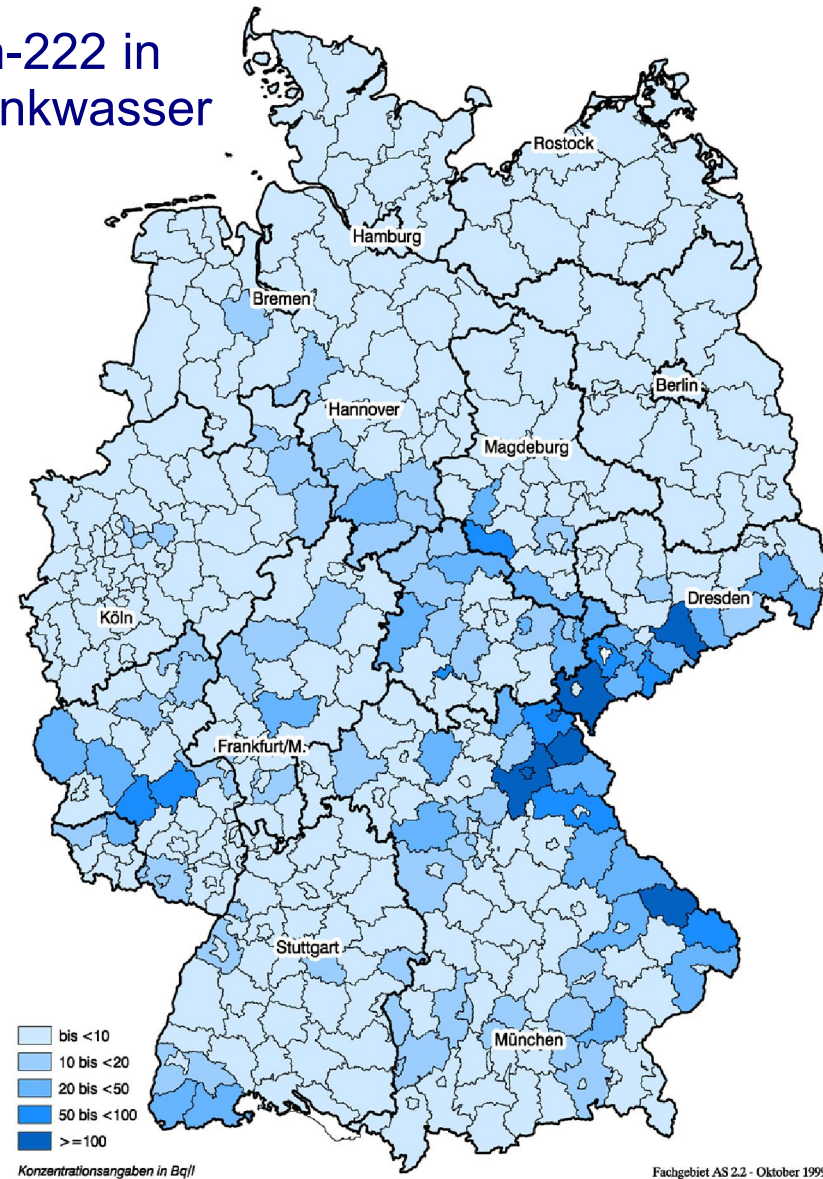 n-222 in
nkwasser
Rostock
Hamburg
Bremen
Berlin
Hannover
Magdeburg
Dresden
Köln
Frankfurt/M.
Stuttgart
München
bis <10
10 bis <20
20 bis <50
50 bis <100
>=100
Konzentrationsangaben in Bq/l
Fachgebiet AS 2.2 - Oktober 1999